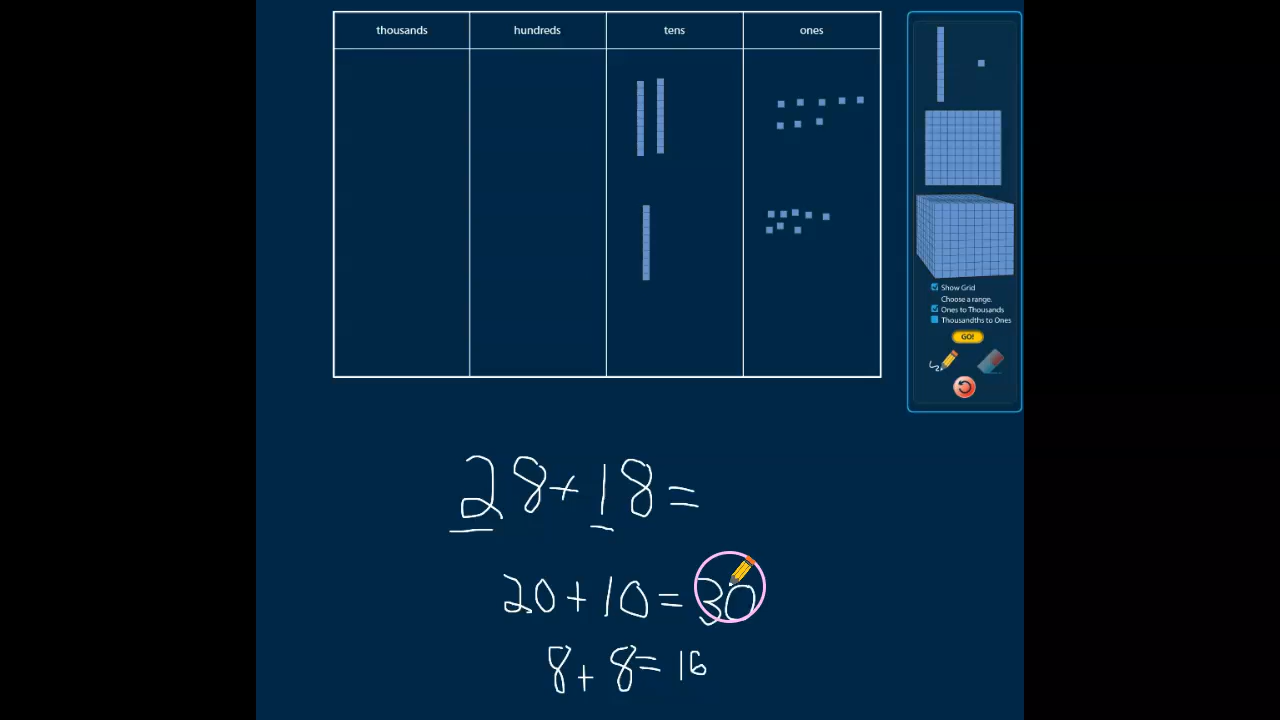 thousands hundreds tens ones
Show Grid
Choose a range.
Ones to Thousands
Thousandths to Ones
GO!
28+18=
20+10=30
8+8=16